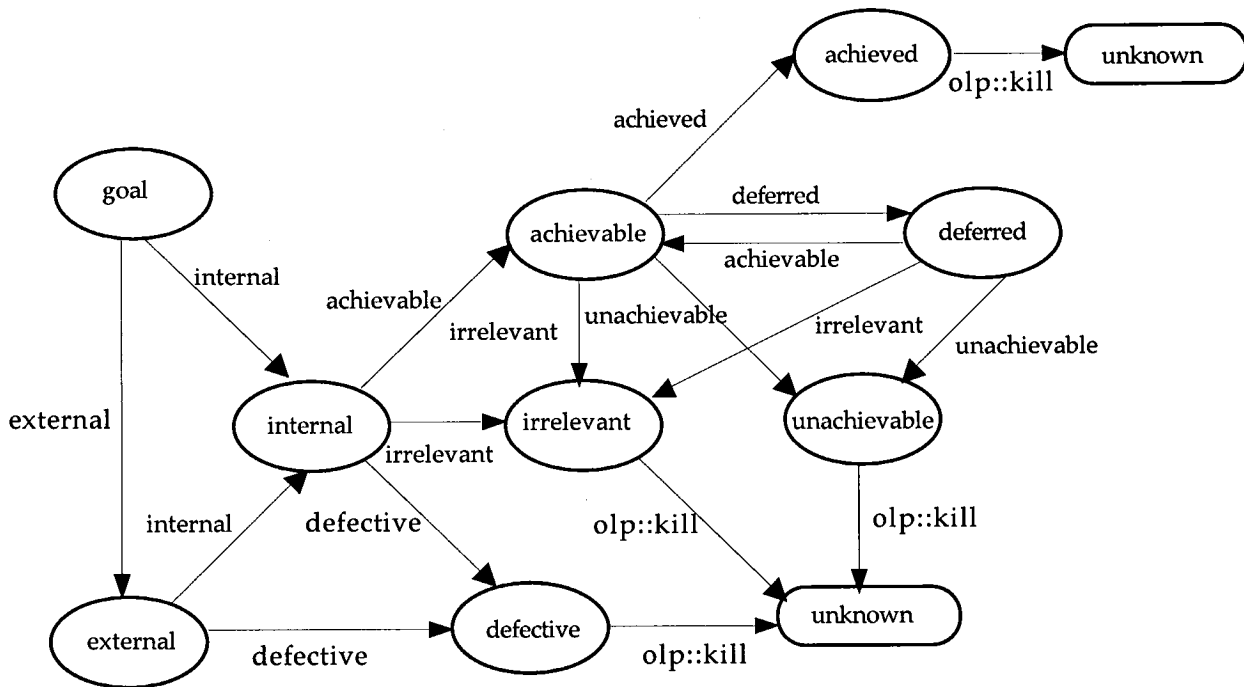 achieved
unknown
olp::kill
achieved
goal
deferred
achievable
deferred
achievable
internal
achievable
irrelevant
unachievable
irrelevant
unachievable
external
internal
irrelevant
unachievable
irrelevant
internal
defective
olp::kill
olp::kill
external
defective
unknown
defective
olp::kill